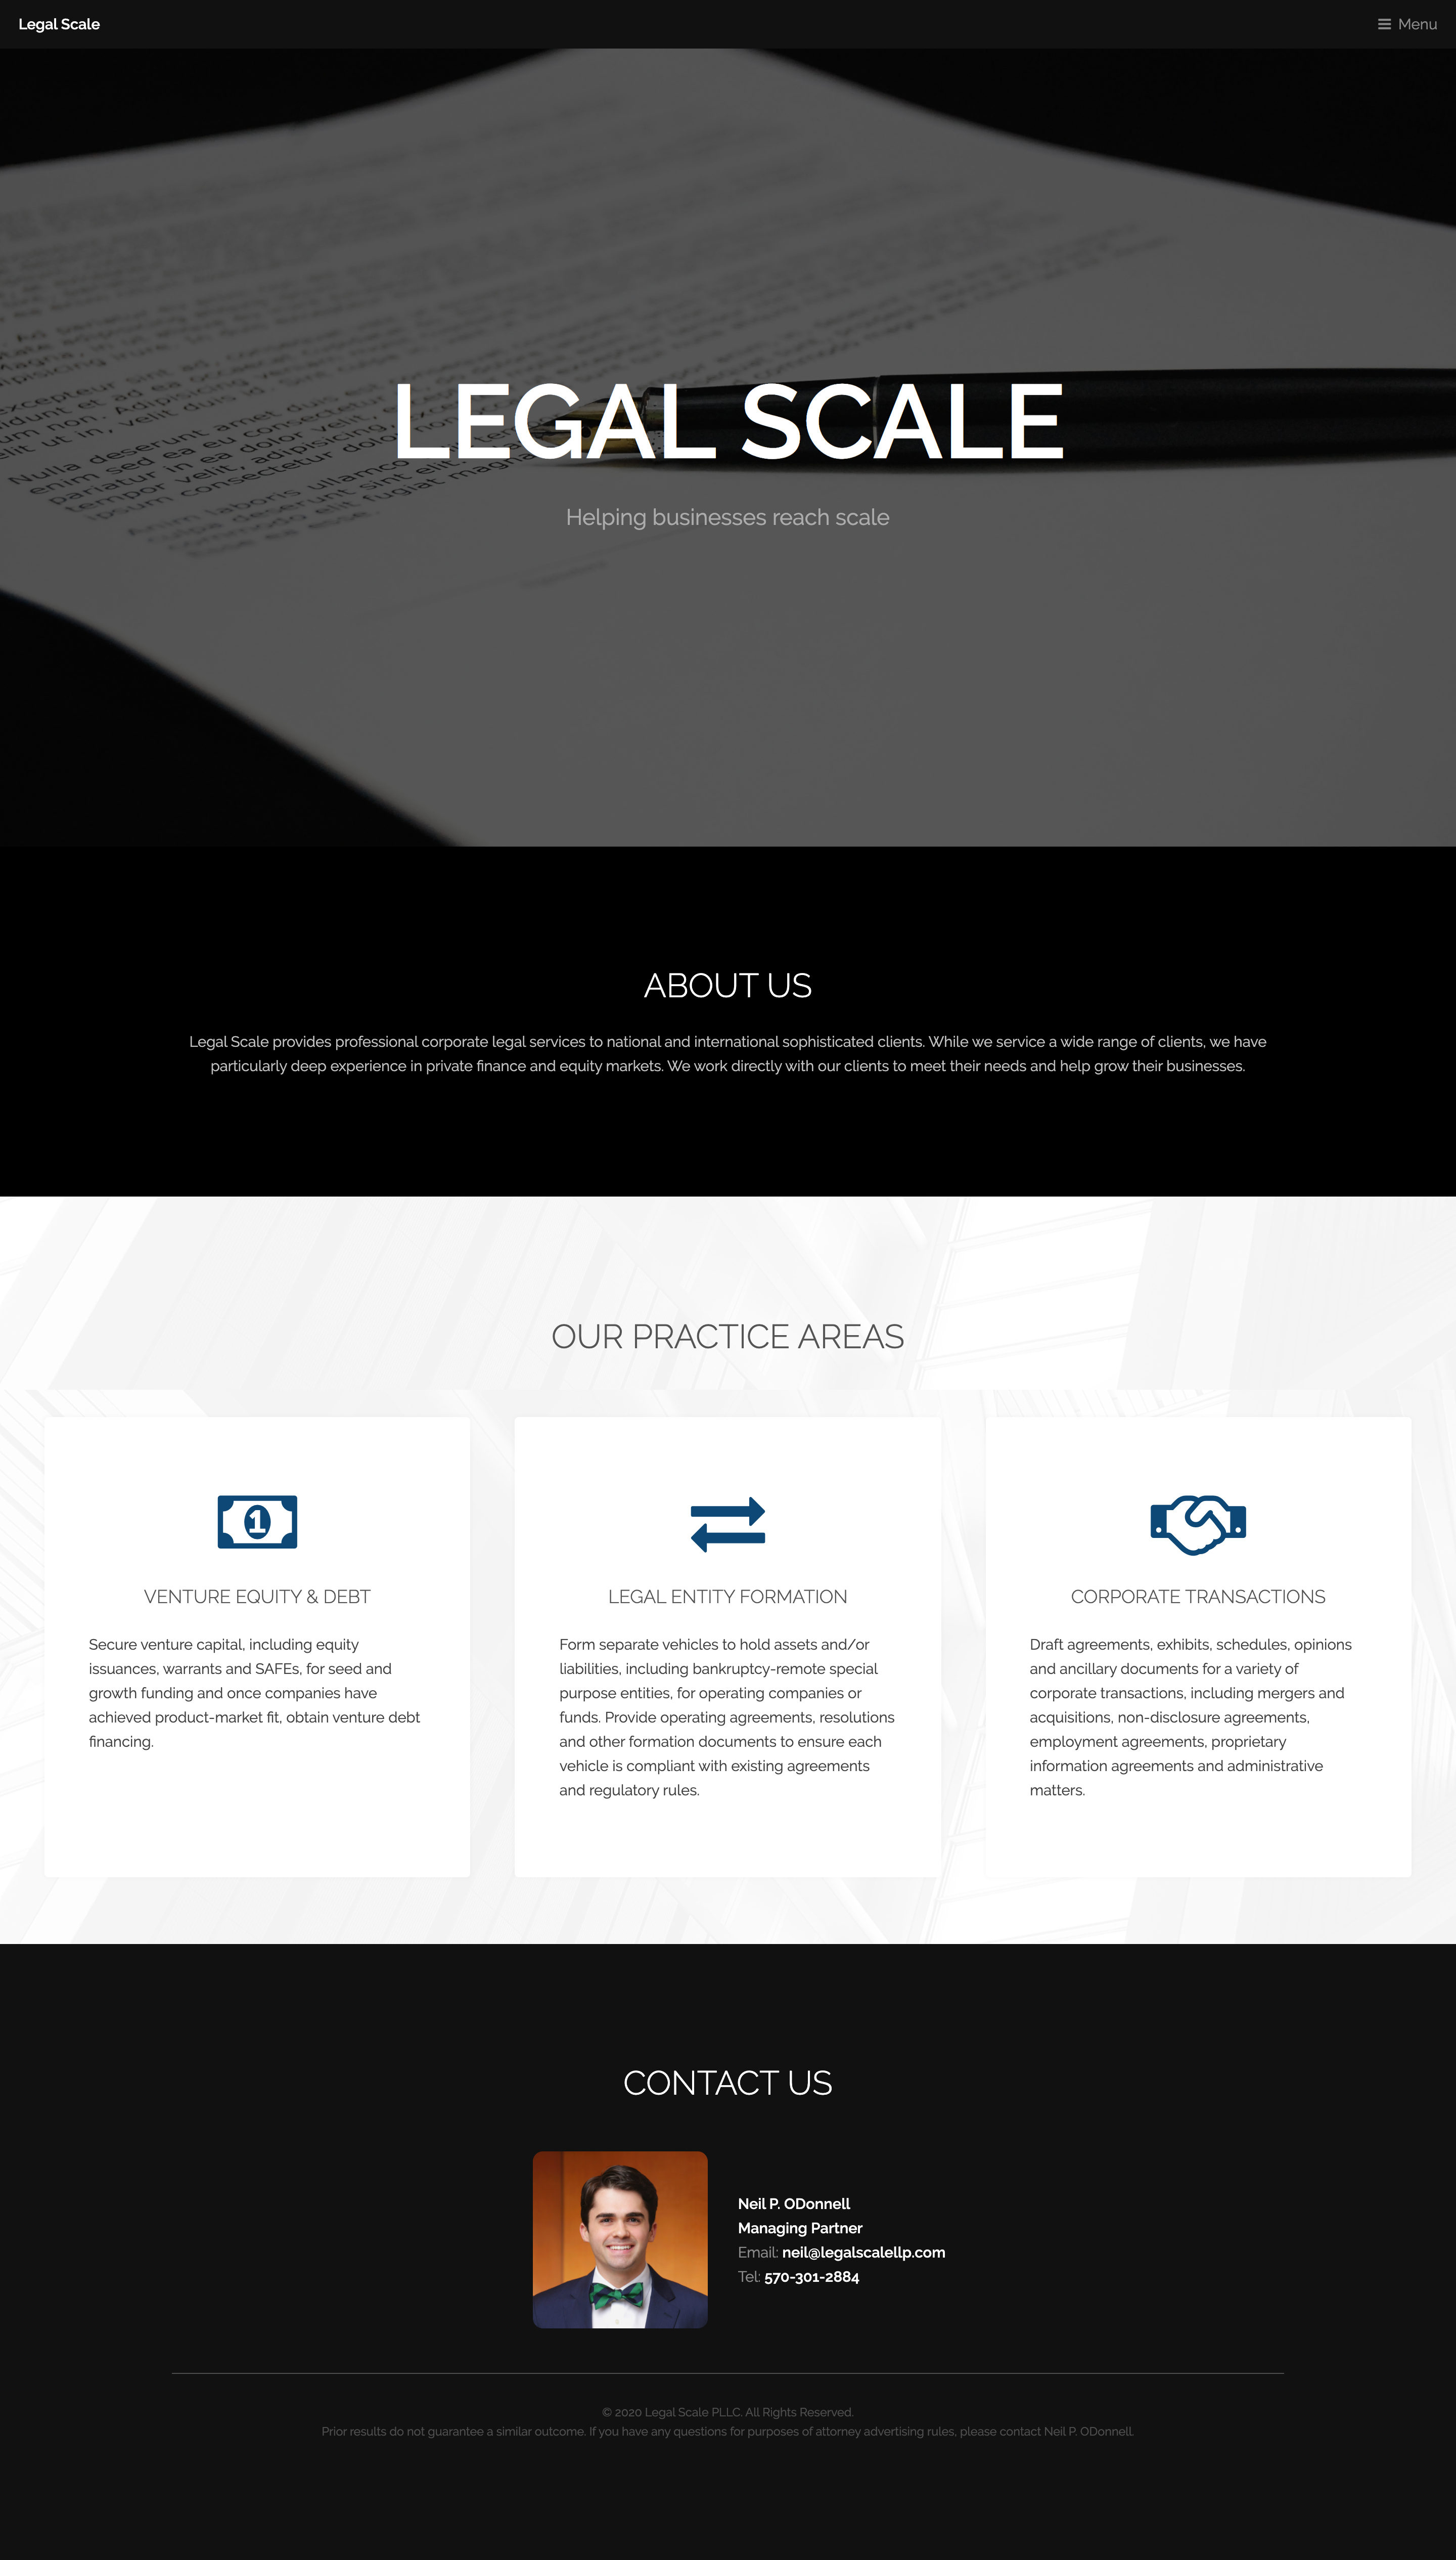 Legal Scale
Menu
LEGAL SCALE
Helping businesses reach scale
ABOUT US
Legal Scale provides professional corporate legal services to national and international sophisticated clients. While we service a wide range of clients, we have
particularly deep experience in private finance and equity markets. We work directly with our clients to meet their needs and help grow their businesses.
OUR PRACTICE AREAS
VENTURE EQUITY & DEBT
Secure venture capital, including equity
issuances, warrants and SAFEs, for seed and
growth funding and once companies have
achieved product-market fit, obtain venture debt
financing.
LEGAL ENTITY FORMATION
Form separate vehicles to hold assets and/or
liabilities, including bankruptcy-remote special
purpose entities, for operating companies or
funds. Provide operating agreements, resolutions
and other formation documents to ensure each
vehicle is compliant with existing agreements
and regulatory rules.
CORPORATE TRANSACTIONS
Draft agreements, exhibits, schedules, opinions
and ancillary documents for a variety of
corporate transactions, including mergers and
acquisitions, non-disclosure agreements,
employment agreements, proprietary
information agreements and administrative
matters.
CONTACT US
Neil P. ODonnell
Managing Partner
Email: neil@legalscalellp.com
Tel: 570-301-2884
© 2020 Legal Scale PLLC. All Rights Reserved.
Prior results do not guarantee a similar outcome. If you have any questions for purposes of attorney advertising rules, please contact Neil P. ODonnell.